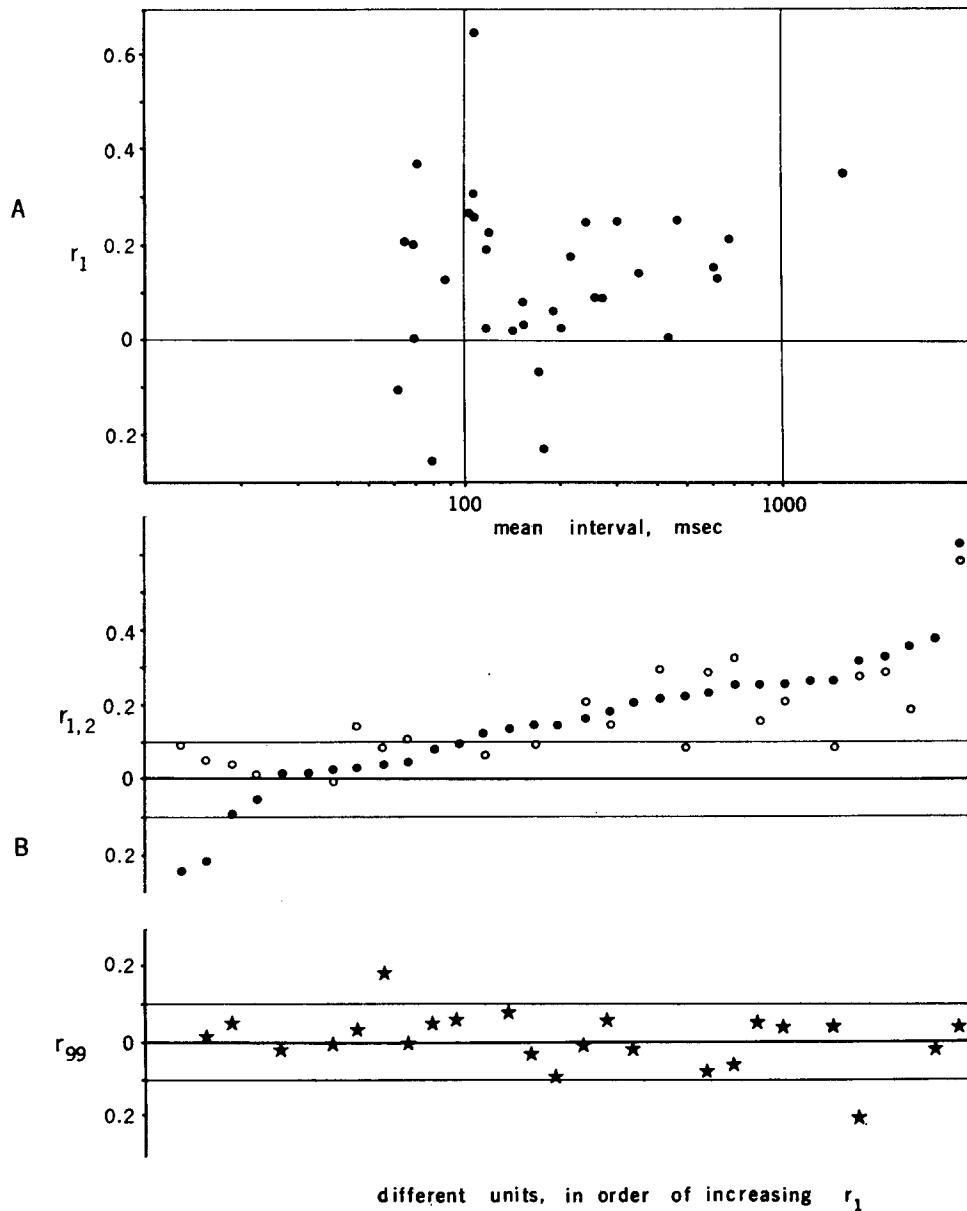 A
r1
0.6
0.4
0.2
0
0.2
100
1000
mean interval, msec
B
r1,2
0.4
0.2
0
0.2
r99
0.2
0
0.2
different units, in order of increasing r1